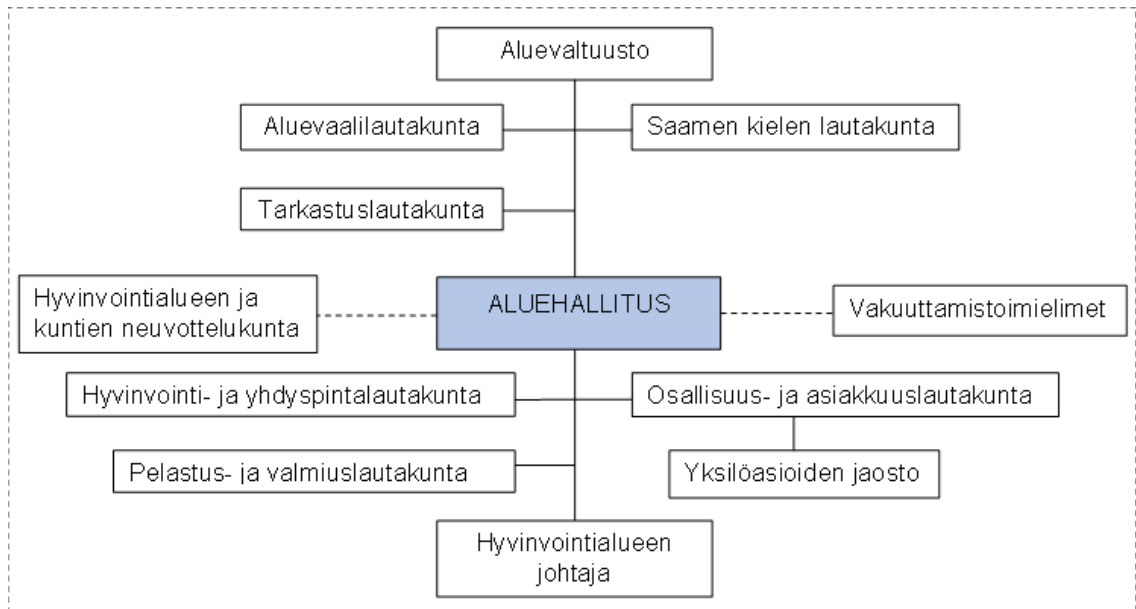 Aluevaltuusto
Aluevaalilautakunta
Saamen kielen lautakunta
Tarkastuslautakunta
Hyvinvointialueen ja
kuntien neuvottelukunta
ALUEHALLITUS
Vakuuttamistoimielimet
Hyvinvointi- ja yhdyspintalautakunta
Osallisuus- ja asiakkuuslautakunta
Pelastus- ja valmiuslautakunta
Yksilöasioiden jaosto
Hyvinvointialueen
johtaja